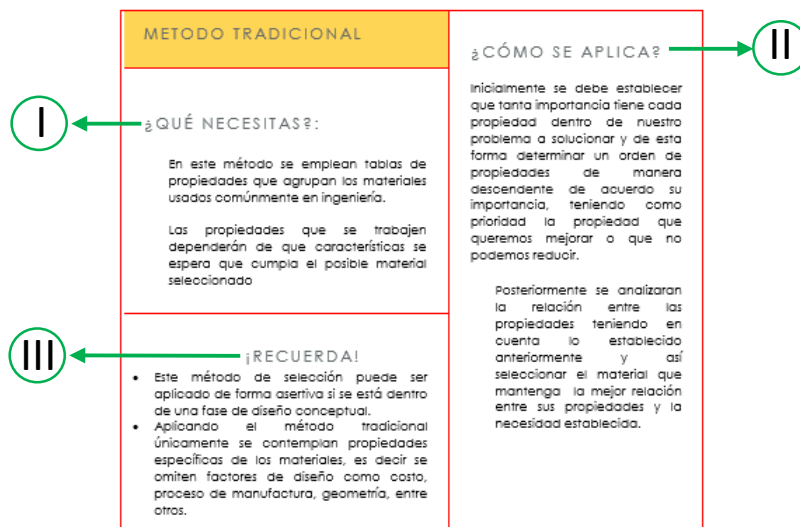 METODO TRADICIONAL
I
¿QUÉ NECESITAS?:
En este método se emplean tablas de
propiedades que agrupan los materiales
usados comúnmente en ingeniería.
Las propiedades que se trabajen
dependerán de que características se
espera que cumpla el posible material
seleccionado
III
¡RECUERDA!
• Este método de selección puede ser
aplicado de forma asertiva si se está dentro
de una fase de diseño conceptual.
• Aplicando el método tradicional
únicamente se contemplan propiedades
específicas de los materiales, es decir se
omiten factores de diseño como costo,
proceso de manufactura, geometría, entre
otros.
¿CÓMO SE APLICA?
II
Inicialmente se debe establecer
que tanta importancia tiene cada
propiedad dentro de nuestro
problema a solucionar y de esta
forma determinar un orden de
propiedades de manera
descendente de acuerdo su
importancia, teniendo como
prioridad la propiedad que
queremos mejorar o que no
podemos reducir.
Posteriormente se analizaran
la relación entre las
propiedades teniendo en
cuenta lo establecido
anteriormente y así
seleccionar el material que
mantenga la mejor relación
entre sus propiedades y la
necesidad establecida.